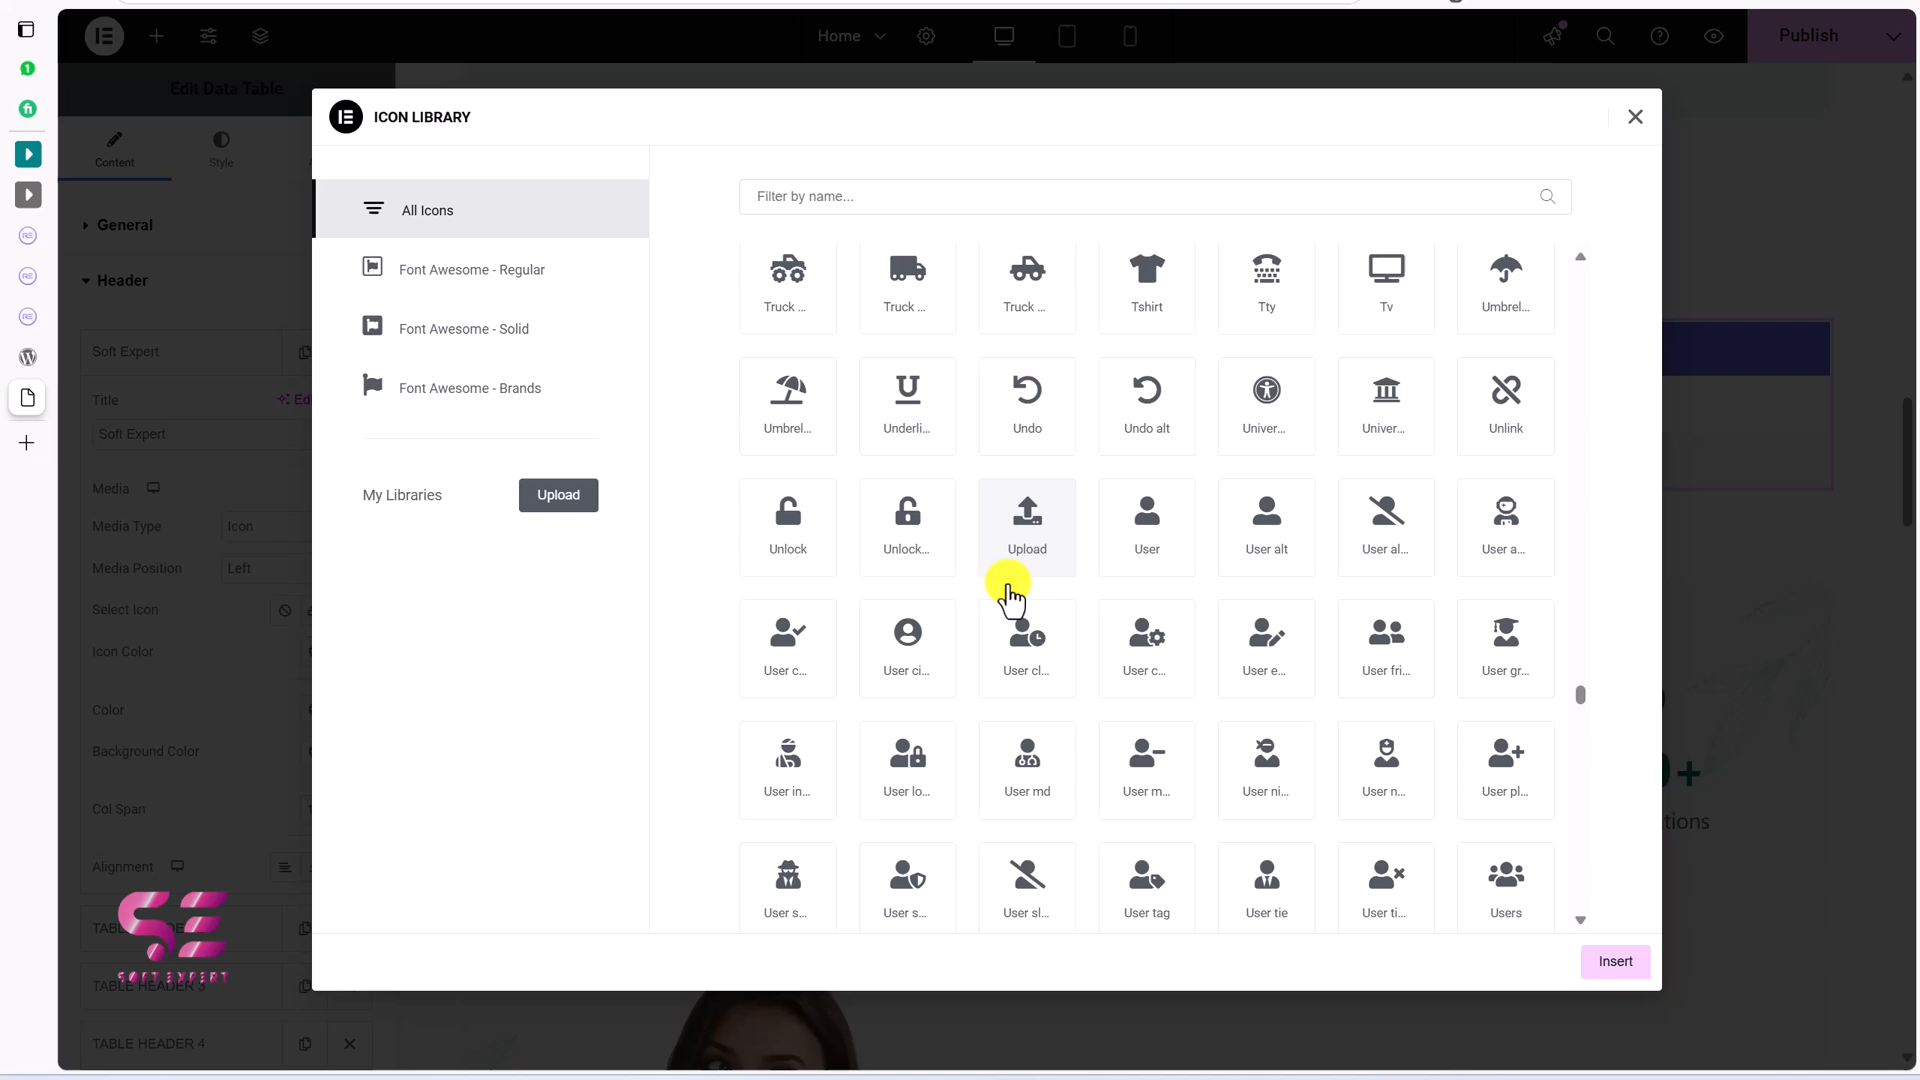 Home
Publish
Edit Data Table
Content
Style
General
Header
Soft Expert
Title
Edi
Soft Expert
Media
Media Type
Icon
Media Position
Left
Select Icon
Icon Color
Color
Background Color
Col Span
Alignment
TABLE HEADER 3
TABLE HEADER 4
SOFT EXPERT
ICON LIBRARY
All Icons
Font Awesome - Regular
Font Awesome - Solid
Font Awesome - Brands
My Libraries
Upload
Filter by name...
Truck ...
Truck ...
Truck ...
Tshirt
Tty
Tv
Umbrel...
Umbrel...
Underli...
Undo
Undo alt
Univer...
Univer...
Unlink
Unlock
Unlock...
Upload
User
User alt
User al...
User a...
User c...
User ci...
User cl...
User c...
User e...
User fri...
User gr...
User in...
User lo...
User md
User m...
User ni...
User n...
User pl...
User s...
User s...
User sl...
User tag
User tie
User ti...
Users
Insert